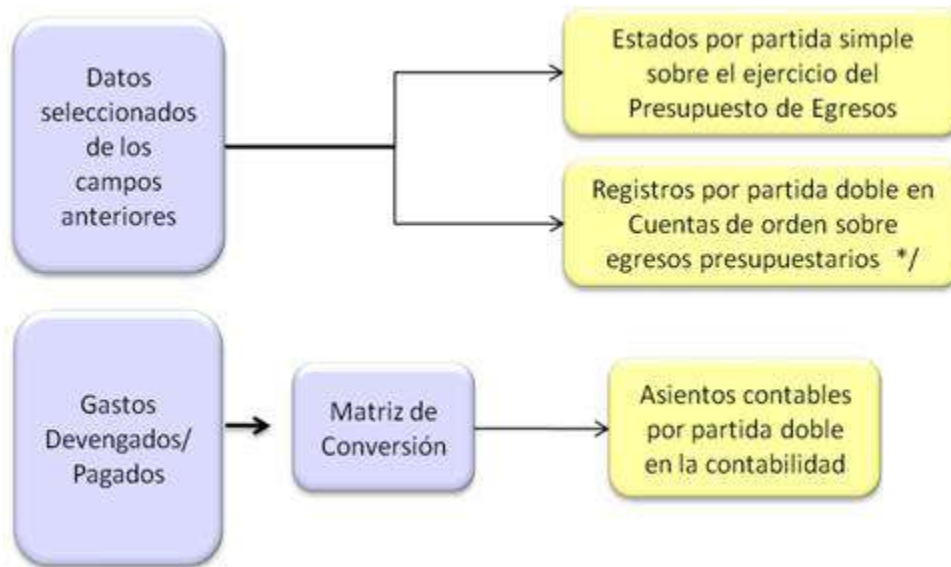 Datos
seleccionados
de los
campos
anteriores
Estados por partida simple
sobre el ejercicio del
Presupuesto de Egresos
Registros por partida doble en
Cuentas de orden sobre
egresos presupuestarios */
Gastos
Devengados/
Pagados
Matriz de
Conversión
Asientos contables
por partida doble
en la contabilidad